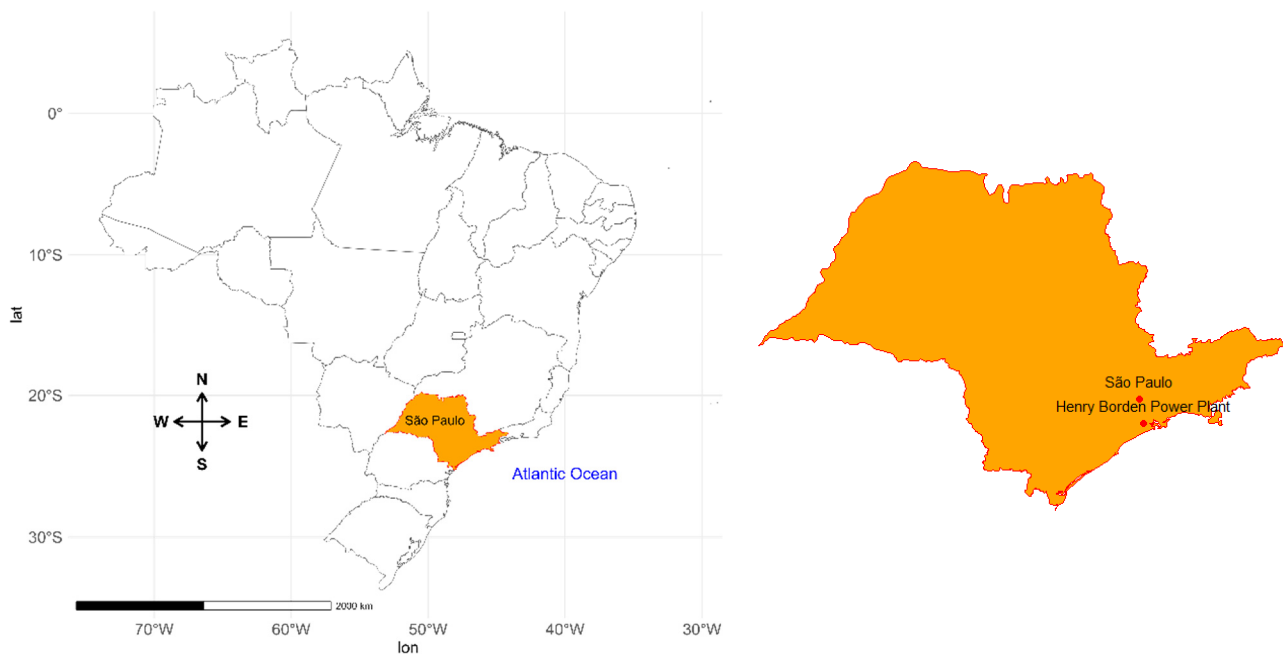 0°
10°S
20°S
30°S
lat
N
W
E
S
São Paulo
Atlantic Ocean
2000 km
70°W
60°W
50°W
40°W
30°W
lon
São Paulo
Henry Borden Power Plant